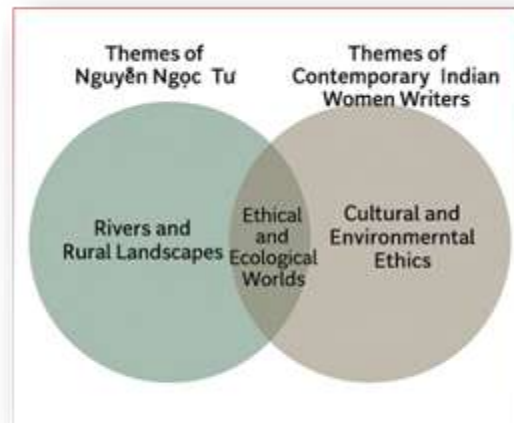 Themes of
Nguyễn Ngọc Tư
Themes of
Contemporary Indian
Women Writers
Rivers and
Rural Landscapes
Ethical
and
Ecological
Worlds
Cultural and
Environmerntal
Ethics